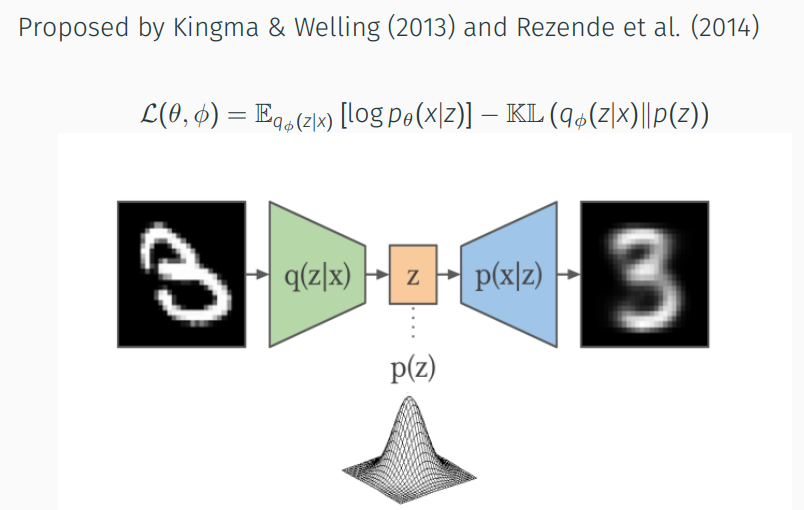 Proposed by Kingma & Welling (2013) and Rezende et al. (2014)
ℒ(θ, ϕ) = 𝔼_{q_ϕ(z|x)} [log p_θ(x|z)] − 𝕂𝕃 (q_ϕ(z|x)‖p(z))
q(z|x) z p(x|z)
p(z)